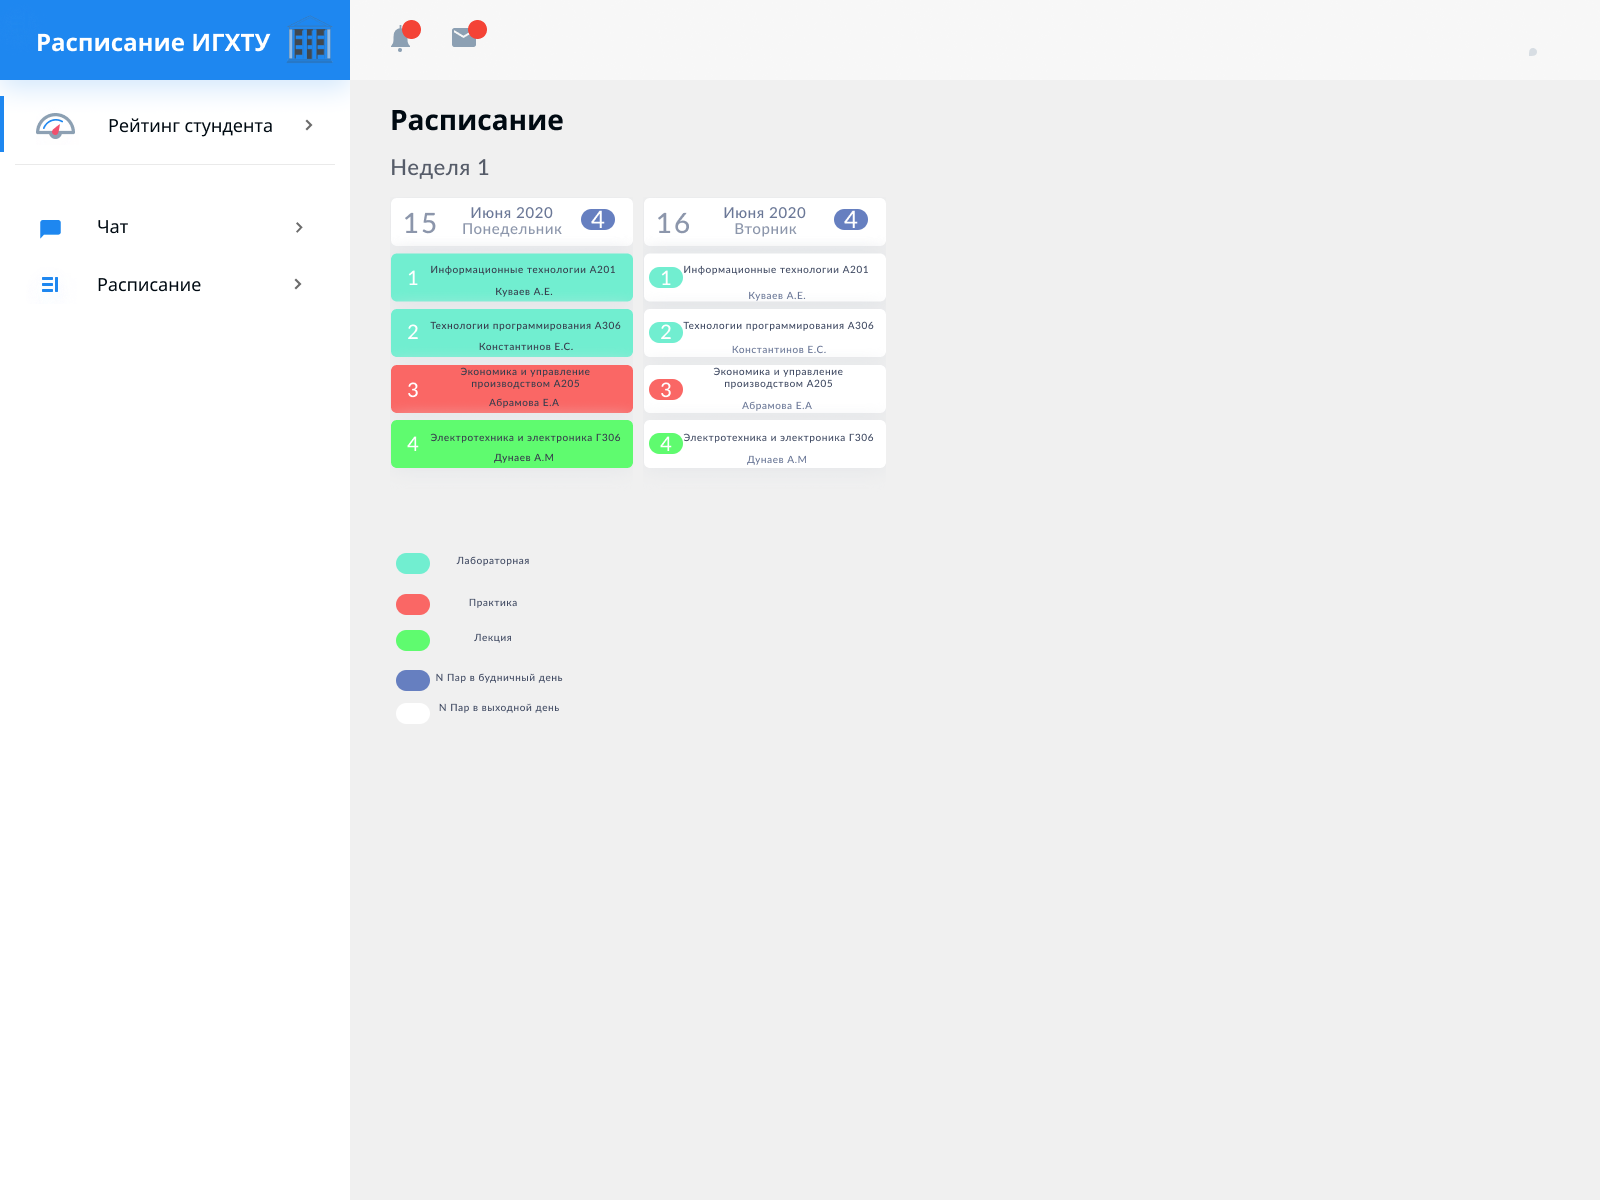 Расписание ИГХТУ
Рейтинг стундента
Чат
Расписание
Расписание
Неделя 1
15
Июня 2020
Понедельник
4
1
Информационные технологии А201
Куваев А.Е.
2
Технологии программирования А306
Константинов Е.С.
3
Экономика и управление
производством А205
Абрамова Е.А
4
Электротехника и электроника Г306
Дунаев А.М
16
Июня 2020
Вторник
4
1
Информационные технологии А201
Куваев А.Е.
2
Технологии программирования А306
Константинов Е.С.
3
Экономика и управление
производством А205
Абрамова Е.А
4
Электротехника и электроника Г306
Дунаев А.М
Лабораторная
Практика
Лекция
N Пар в будничный день
N Пар в выходной день